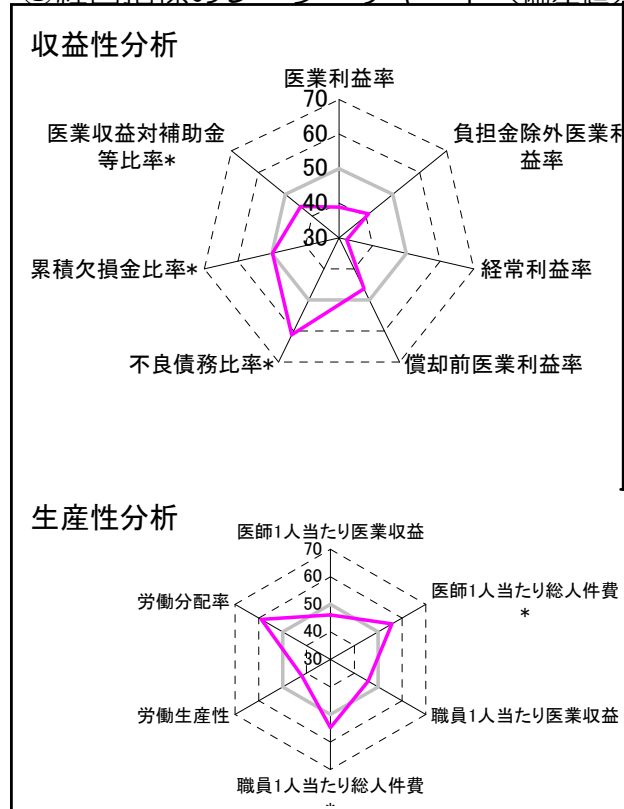 収益性分析
医業利益率
70
60
50
40
30
負担金除外医業利
益率
経常利益率
償却前医業利益率
不良債務比率*
累積欠損金比率*
医業収益対補助金
等比率*
生産性分析
医師1人当たり医業収益
70
60
50
40
30
医師1人当たり総人件費
*
職員1人当たり医業収益
職員1人当たり総人件費
*
労働生産性
労働分配率